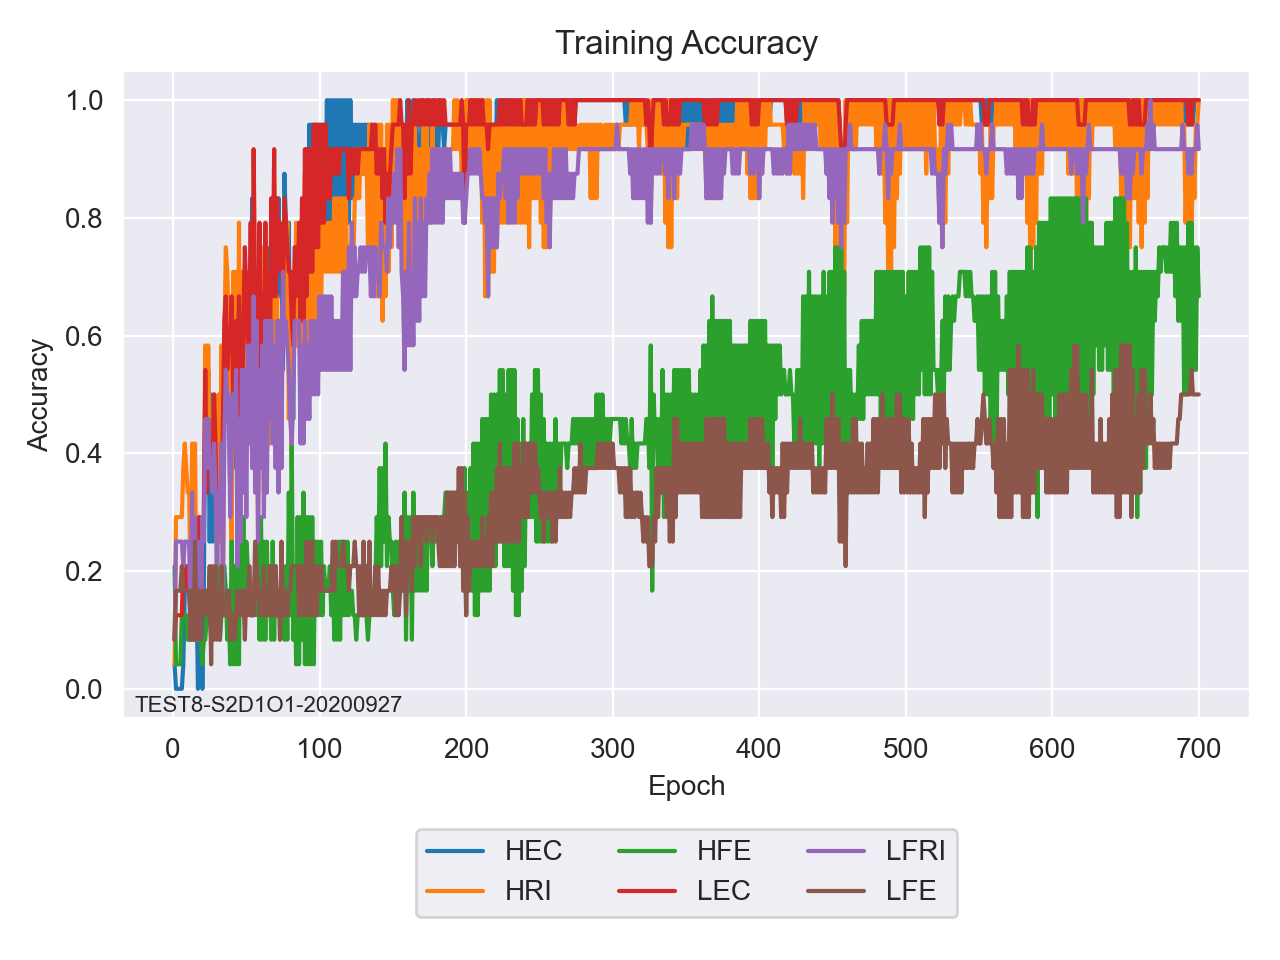 Training Accuracy
1.0
0.8
0.6
0.4
0.2
0.0
Accuracy
TEST8-S2D1O1-20200927
0 100 200 300 400 500 600 700
Epoch
HEC HFE LFRI
HRI LEC LFE